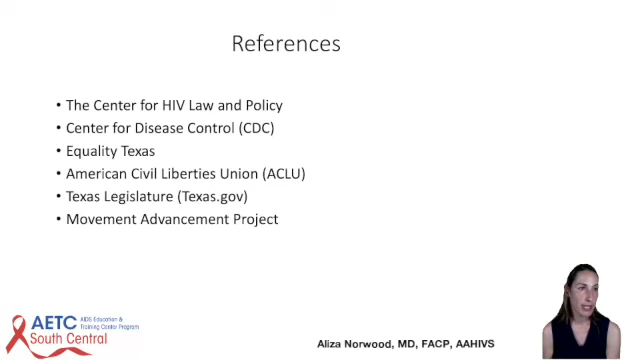 References
• The Center for HIV Law and Policy
• Center for Disease Control (CDC)
• Equality Texas
• American Civil Liberties Union (ACLU)
• Texas Legislature (Texas.gov)
• Movement Advancement Project
AETC AIDS Education &
Training Center Program
South Central
Aliza Norwood, MD, FACP, AAHIVS